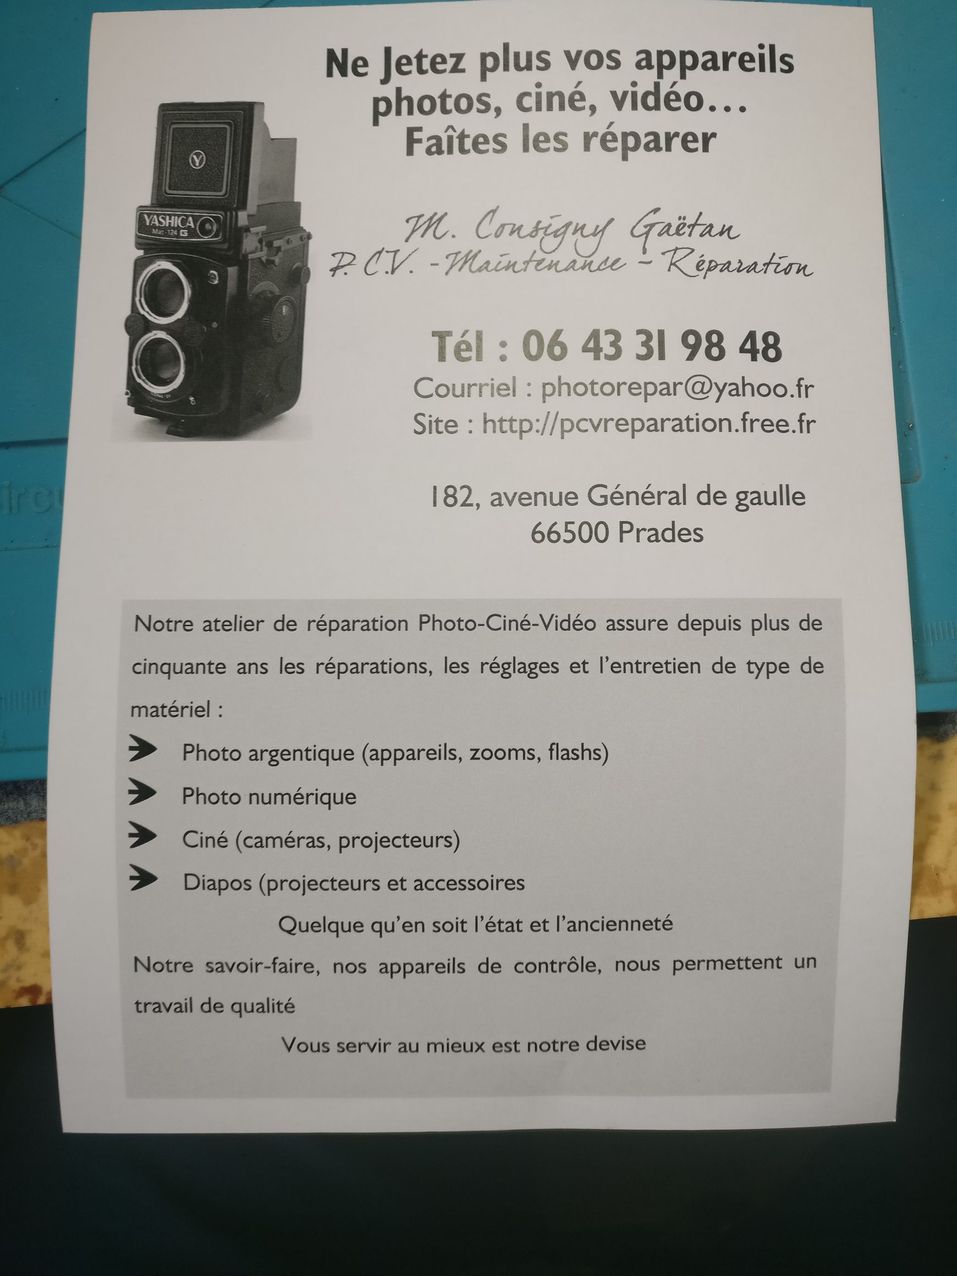 Ne Jetez plus vos appareils
photos, ciné, vidéo...
Faîtes les réparer
Y
YASHICA
Mat-124 G
M. Consigny Gaëtan
P.C.V. - Maintenance - Réparation
Tél : 06 43 31 98 48
Courriel : photorepar@yahoo.fr
Site : http://pcvreparation.free.fr
182, avenue Général de gaulle
66500 Prades
Notre atelier de réparation Photo-Ciné-Vidéo assure depuis plus de
cinquante ans les réparations, les réglages et l'entretien de type de
matériel :
Photo argentique (appareils, zooms, flashs)
Photo numérique
Ciné (caméras, projecteurs)
Diapos (projecteurs et accessoires
Quelque qu'en soit l'état et l'ancienneté
Notre savoir-faire, nos appareils de contrôle, nous permettent un
travail de qualité
Vous servir au mieux est notre devise